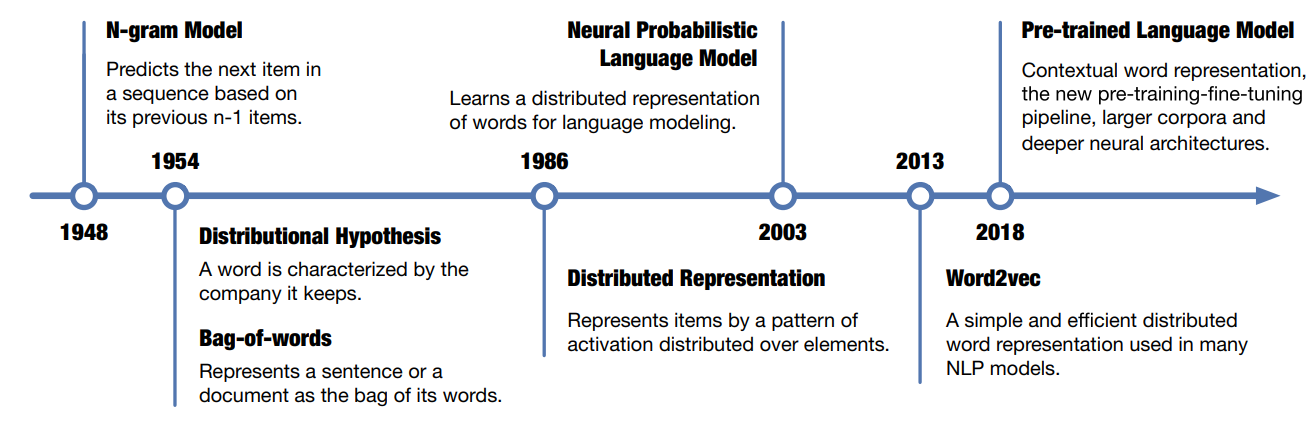 N-gram Model
Predicts the next item in
a sequence based on
its previous n-1 items.
1948
1954
Distributional Hypothesis
A word is characterized by the
company it keeps.
Bag-of-words
Represents a sentence or a
document as the bag of its words.
1986
Distributed Representation
Represents items by a pattern of
activation distributed over elements.
Neural Probabilistic
Language Model
Learns a distributed representation
of words for language modeling.
2003
2013
Word2vec
A simple and efficient distributed
word representation used in many
NLP models.
Pre-trained Language Model
Contextual word representation,
the new pre-training-fine-tuning
pipeline, larger corpora and
deeper neural architectures.
2018